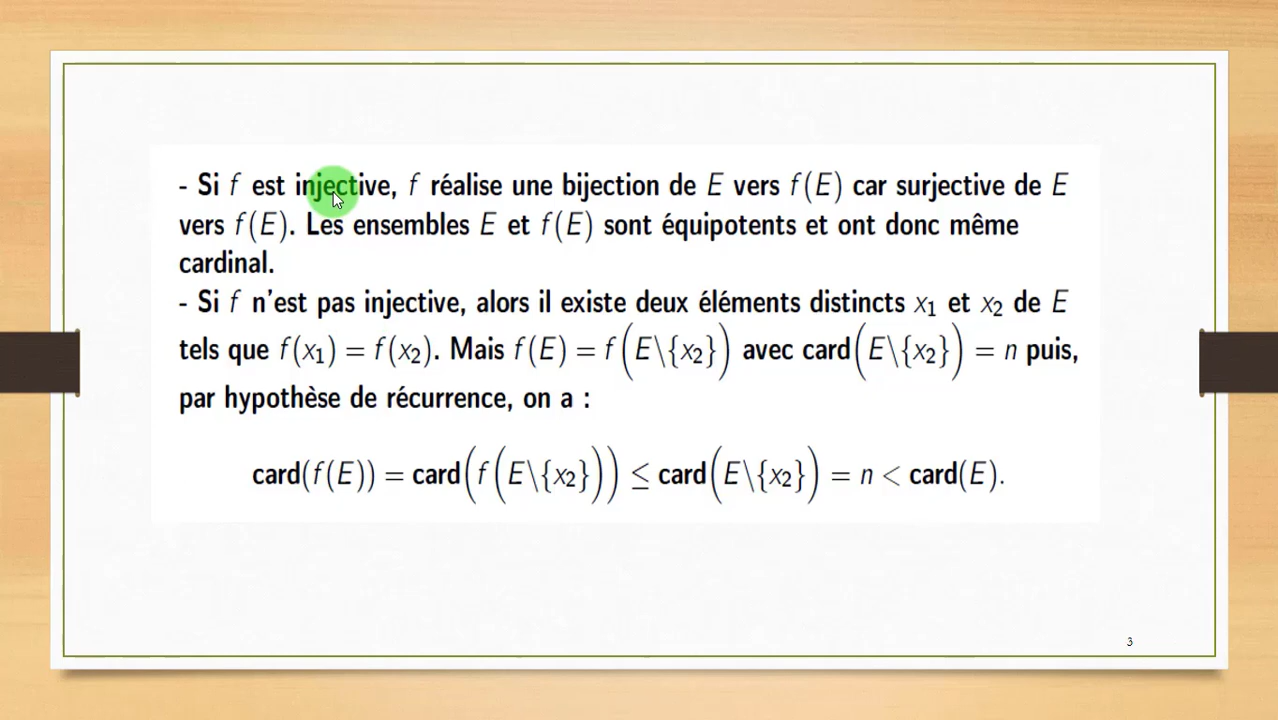 - Si f est injective, f réalise une bijection de E vers f(E) car surjective de E
vers f(E). Les ensembles E et f(E) sont équipotents et ont donc même
cardinal.
- Si f n'est pas injective, alors il existe deux éléments distincts x₁ et x₂ de E
tels que f(x₁) = f(x₂). Mais f(E) = f(E\{x₂}) avec card(E\{x₂}) = n puis,
par hypothèse de récurrence, on a :
card(f(E)) = card(f(E\{x₂})) ≤ card(E\{x₂}) = n < card(E).
3